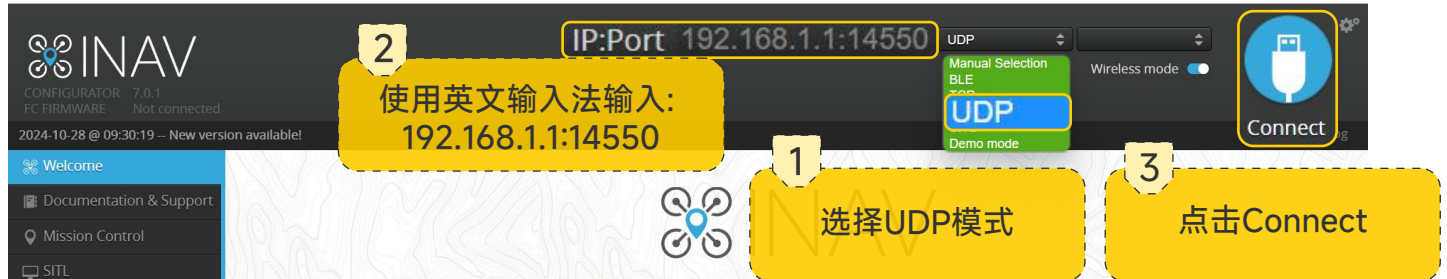 INAV
CONFIGURATOR 7.0.1
FC FIRMWARE Not connected
2
使用英文输入法输入:
192.168.1.1:14550
IP:Port 192.168.1.1:14550
UDP
Manual Selection
BLE
UDP
Demo mode
Wireless mode
Connect
2024-10-28 @ 09:30:19 -- New version available!
Welcome
Documentation & Support
Mission Control
SITL
INAV
1
选择UDP模式
3
点击Connect